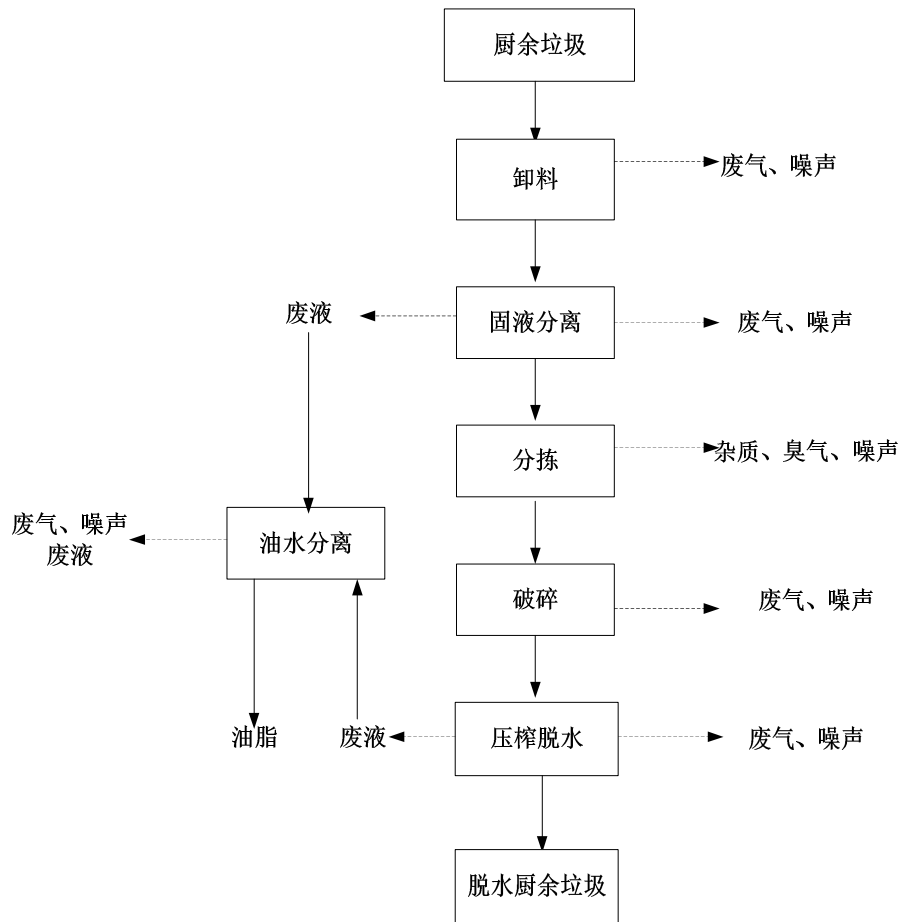 厨余垃圾
卸料
废气、噪声
废液
固液分离
废气、噪声
分拣
杂质、臭气、噪声
废气、噪声
废液
油水分离
破碎
废气、噪声
油脂
废液
压榨脱水
废气、噪声
脱水厨余垃圾